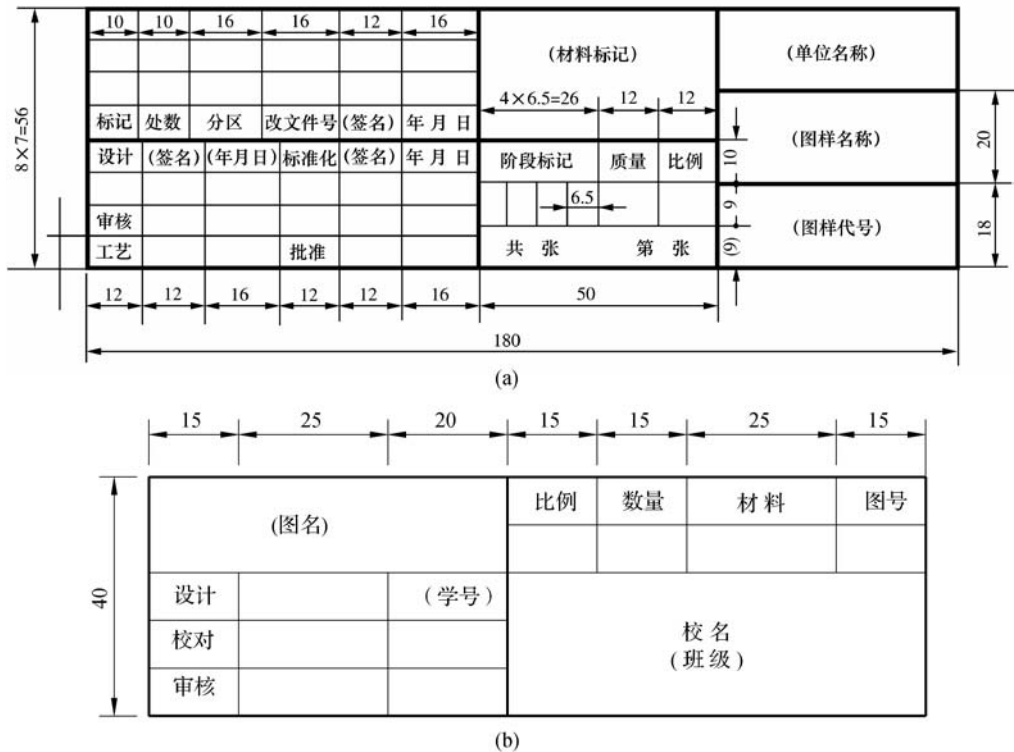 10 10 16 16 12 16
(材料标记) (单位名称)
4×6.5=26 12 12
标记 处数 分区 改文件号 (签名) 年 月 日
8×7=56
(图样名称) 20
设计 (签名) (年月日) 标准化 (签名) 年 月 日 阶段标记 质量 比例 10
6.5 9
审核 (图样代号) 18
工艺 批准 共 张 第 张 (9)
12 12 16 12 12 16 50
180
(a)
15 25 20 15 15 25 15
比例 数量 材料 图号
(图名)
40
设计 (学号)
校对 校名
(班级)
审核
(b)